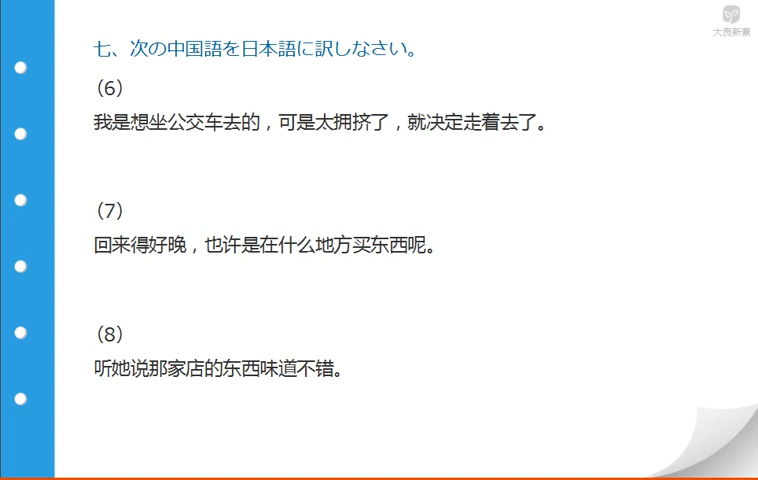 大良新寨
七、次の中国語を日本語に訳しなさい。
（6）
我是想坐公交车去的，可是太拥挤了，就决定走着去了。
（7）
回来得好晚，也许是在什么地方买东西呢。
（8）
听她说那家店的东西味道不错。